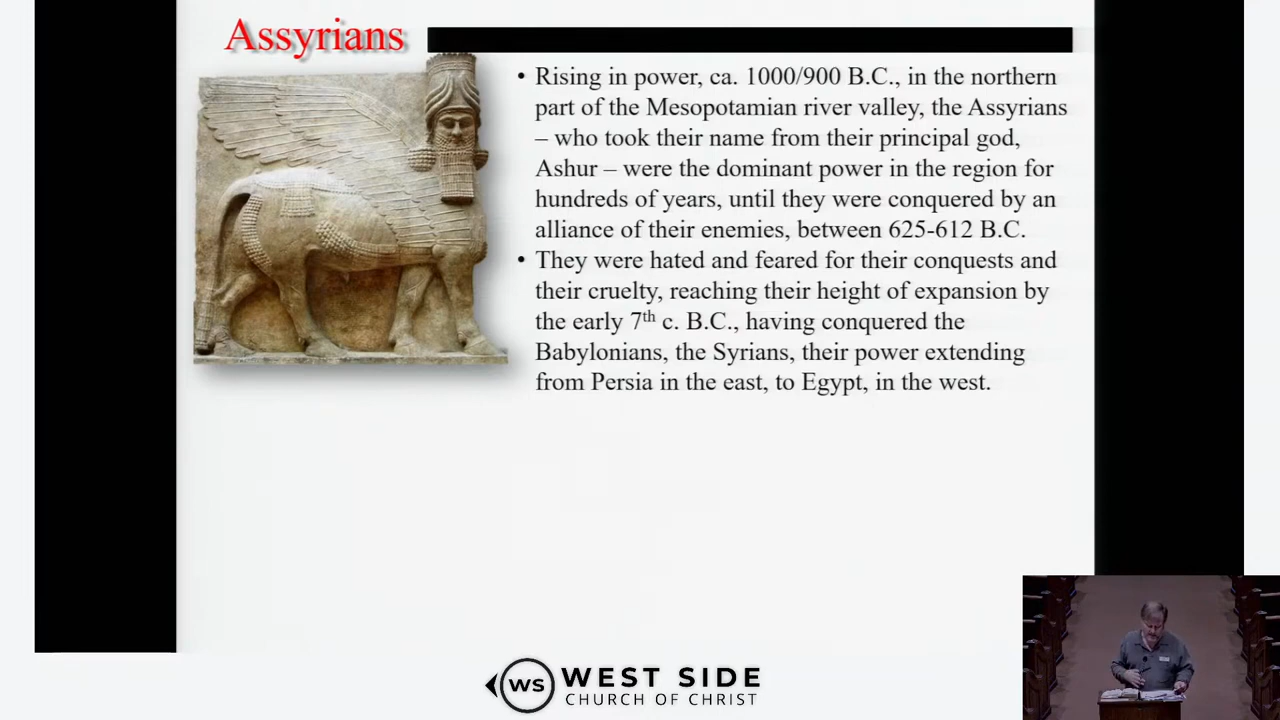 Assyrians
• Rising in power, ca. 1000/900 B.C., in the northern
part of the Mesopotamian river valley, the Assyrians
– who took their name from their principal god,
Ashur – were the dominant power in the region for
hundreds of years, until they were conquered by an
alliance of their enemies, between 625-612 B.C.
• They were hated and feared for their conquests and
their cruelty, reaching their height of expansion by
the early 7th c. B.C., having conquered the
Babylonians, the Syrians, their power extending
from Persia in the east, to Egypt, in the west.
WS
WEST SIDE
CHURCH OF CHRIST